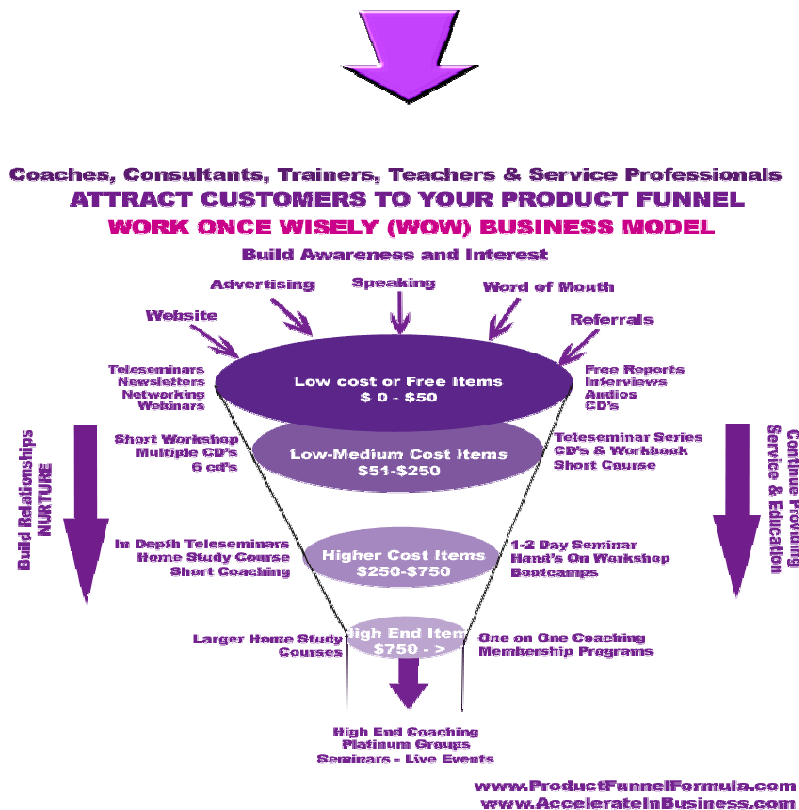 Coaches, Consultants, Trainers, Teachers & Service Professionals
ATTRACT CUSTOMERS TO YOUR PRODUCT FUNNEL
WORK ONCE WISELY (WOW) BUSINESS MODEL
Build Awareness and Interest
Advertising
Speaking
Word of Mouth
Website
Referrals
Teleseminars
Newsletters
Networking
Webinars
Low cost or Free Items
$ 0 - $50
Free Reports
Interviews
Audios
CD's
Short Workshop
Multiple CD's
6 cd's
Low-Medium Cost Items
$51-$250
Teleseminar Series
CD's & Workbook
Short Course
Build Relationships
NURTURE
Continue Providing
Service & Education
In Depth Teleseminars
Home Study Course
Short Coaching
Higher Cost Items
$250-$750
1-2 Day Seminar
Hand's On Workshop
Bootcamps
Larger Home Study
Courses
High End Item
$750 - >
One on One Coaching
Membership Programs
High End Coaching
Platinum Groups
Seminars - Live Events
www.ProductFunnelFormula.com
www.AccelerateInBusiness.com